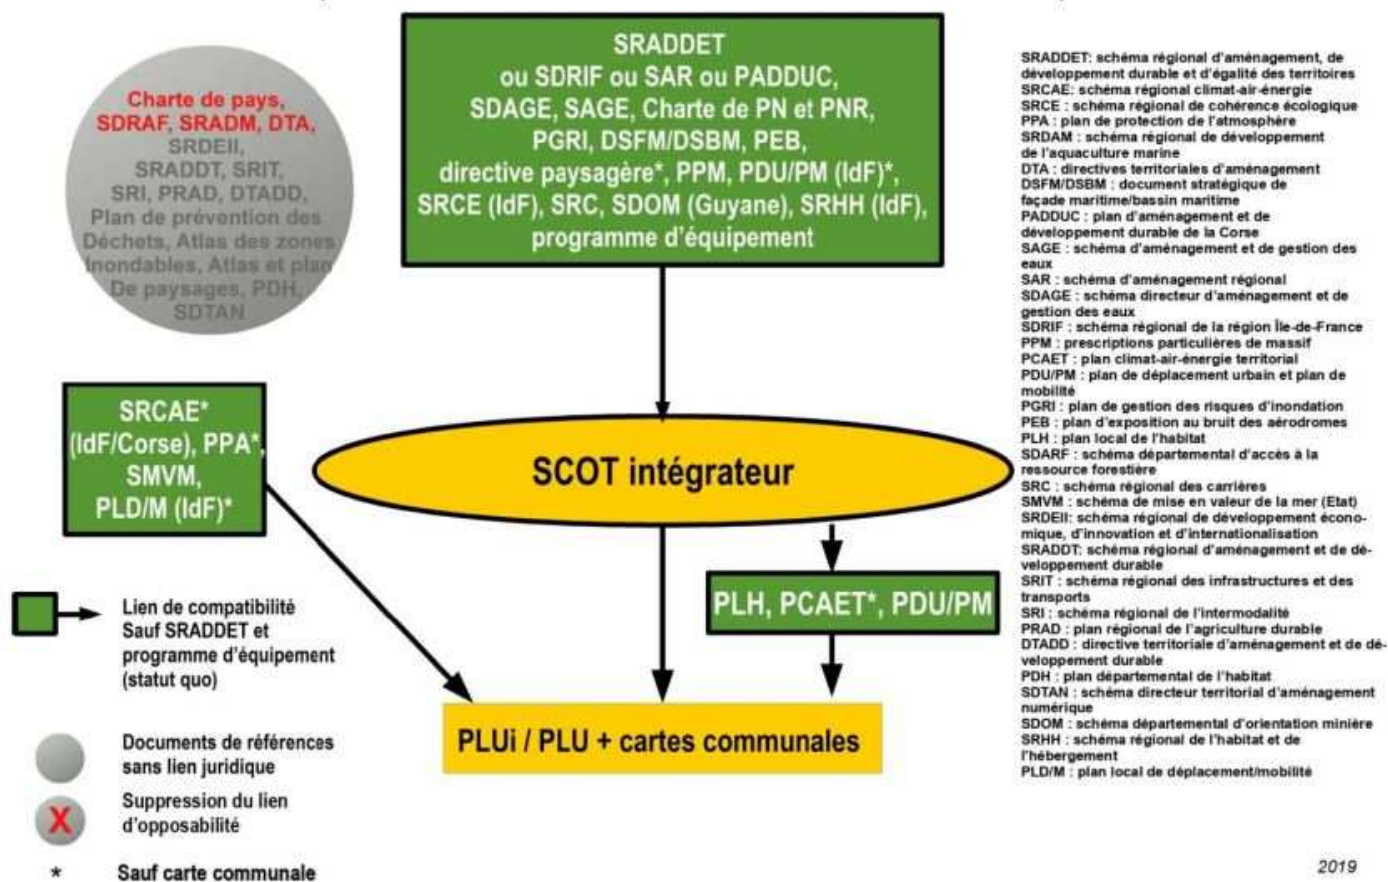 SRADDET
ou SDRIF ou SAR ou PADDUC,
SDAGE, SAGE, Charte de PN et PNR,
PGRI, DSFM/DSBM, PEB,
directive paysagère*, PPM, PDU/PM (IdF)*,
SRCE (IdF), SRC, SDOM (Guyane), SRHH (IdF),
programme d'équipement
Charte de pays,
SDRAF, SRADM, DTA,
SRDEII,
SRADDT, SRIT,
SRI, PRAD, DTADD,
Plan de prévention des
Déchets, Atlas des zones
Inondables, Atlas et plan
De paysages, PDH,
SDTAN
SRCAE*
(IdF/Corse), PPA*,
SMVM,
PLD/M (IdF)*
SCOT intégrateur
PLH, PCAET*, PDU/PM
PLUi / PLU + cartes communales
Lien de compatibilité
Sauf SRADDET et
programme d'équipement
(statut quo)
Documents de références
sans lien juridique
X
Suppression du lien
d'opposabilité
* Sauf carte communale
SRADDET: schéma régional d'aménagement, de
développement durable et d'égalité des territoires
SRCAE: schéma régional climat-air-énergie
SRCE : schéma régional de cohérence écologique
PPA : plan de protection de l'atmosphère
SRDAM : schéma régional de développement
de l'aquaculture marine
DTA : directives territoriales d'aménagement
DSFM/DSBM : document stratégique de
façade maritime/bassin maritime
PADDUC : plan d'aménagement et de
développement durable de la Corse
SAGE : schéma d'aménagement et de gestion des
eaux
SAR : schéma d'aménagement régional
SDAGE : schéma directeur d'aménagement et de
gestion des eaux
SDRIF : schéma régional de la région Île-de-France
PPM : prescriptions particulières de massif
PCAET : plan climat-air-énergie territorial
PDU/PM : plan de déplacement urbain et plan de
mobilité
PGRI : plan de gestion des risques d'inondation
PEB : plan d'exposition au bruit des aérodromes
PLH : plan local de l'habitat
SDARF : schéma départemental d'accès à la
ressource forestière
SRC : schéma régional des carrières
SMVM : schéma de mise en valeur de la mer (Etat)
SRDEII: schéma régional de développement écono-
mique, d'innovation et d'internationalisation
SRADDT: schéma régional d'aménagement et de dé-
veloppement durable
SRIT : schéma régional des infrastructures et des
transports
SRI : schéma régional de l'intermodalité
PRAD : plan régional de l'agriculture durable
DTADD : directive territoriale d'aménagement et de dé-
veloppement durable
PDH : plan départemental de l'habitat
SDTAN : schéma directeur territorial d'aménagement
numérique
SDOM : schéma départemental d'orientation minière
SRHH : schéma régional de l'habitat et de
l'hébergement
PLD/M : plan local de déplacement/mobilité
2019